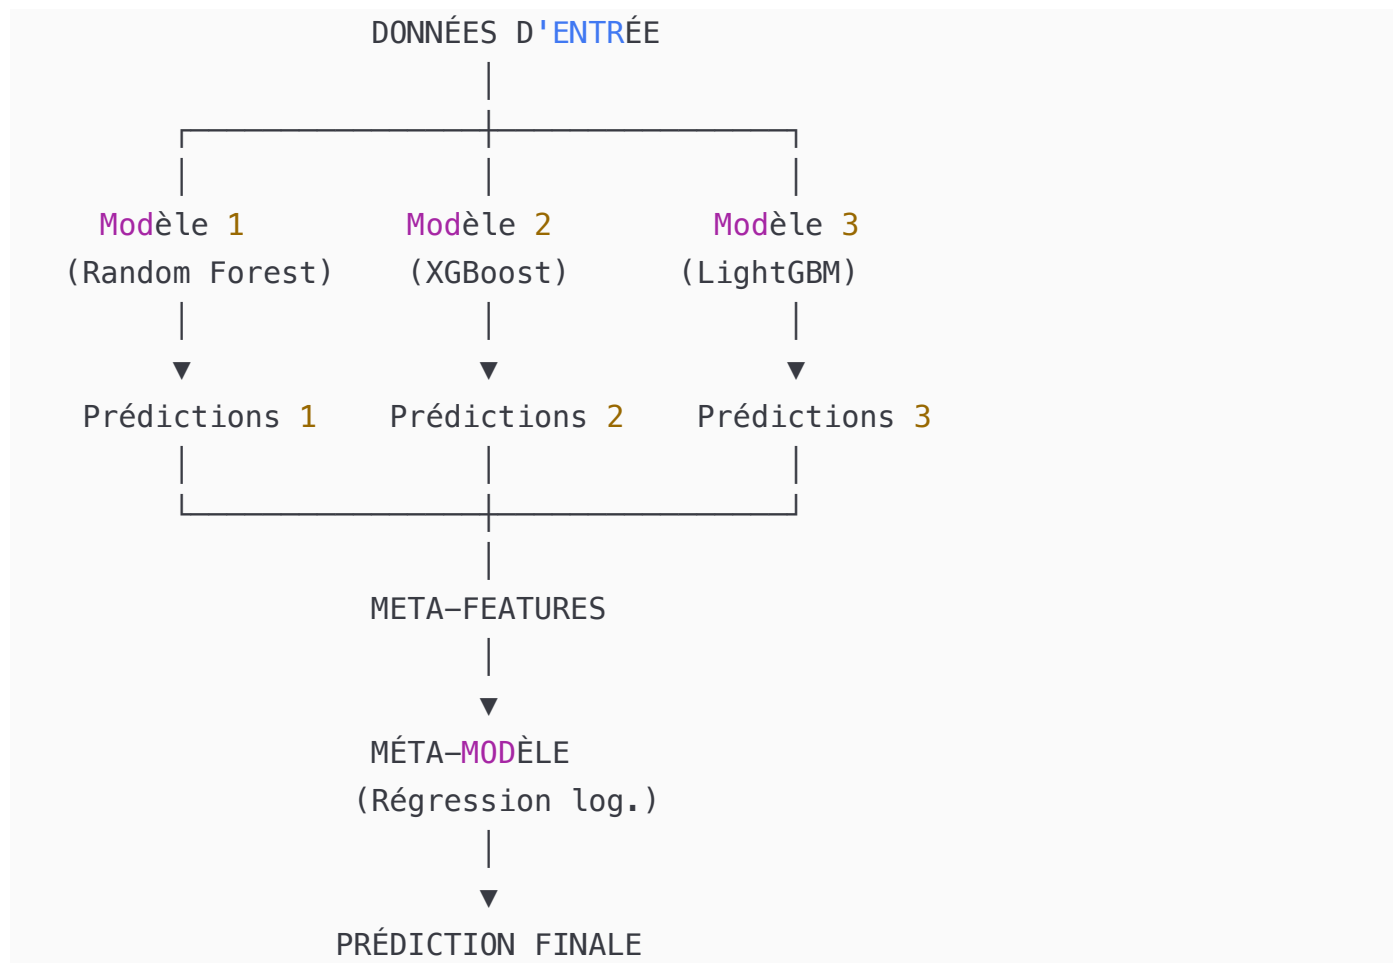 DONNÉES D'ENTRÉE
Modèle 1 Modèle 2 Modèle 3
(Random Forest) (XGBoost) (LightGBM)
Prédictions 1 Prédictions 2 Prédictions 3
META-FEATURES
MÉTA-MODÈLE
(Régression log.)
PRÉDICTION FINALE